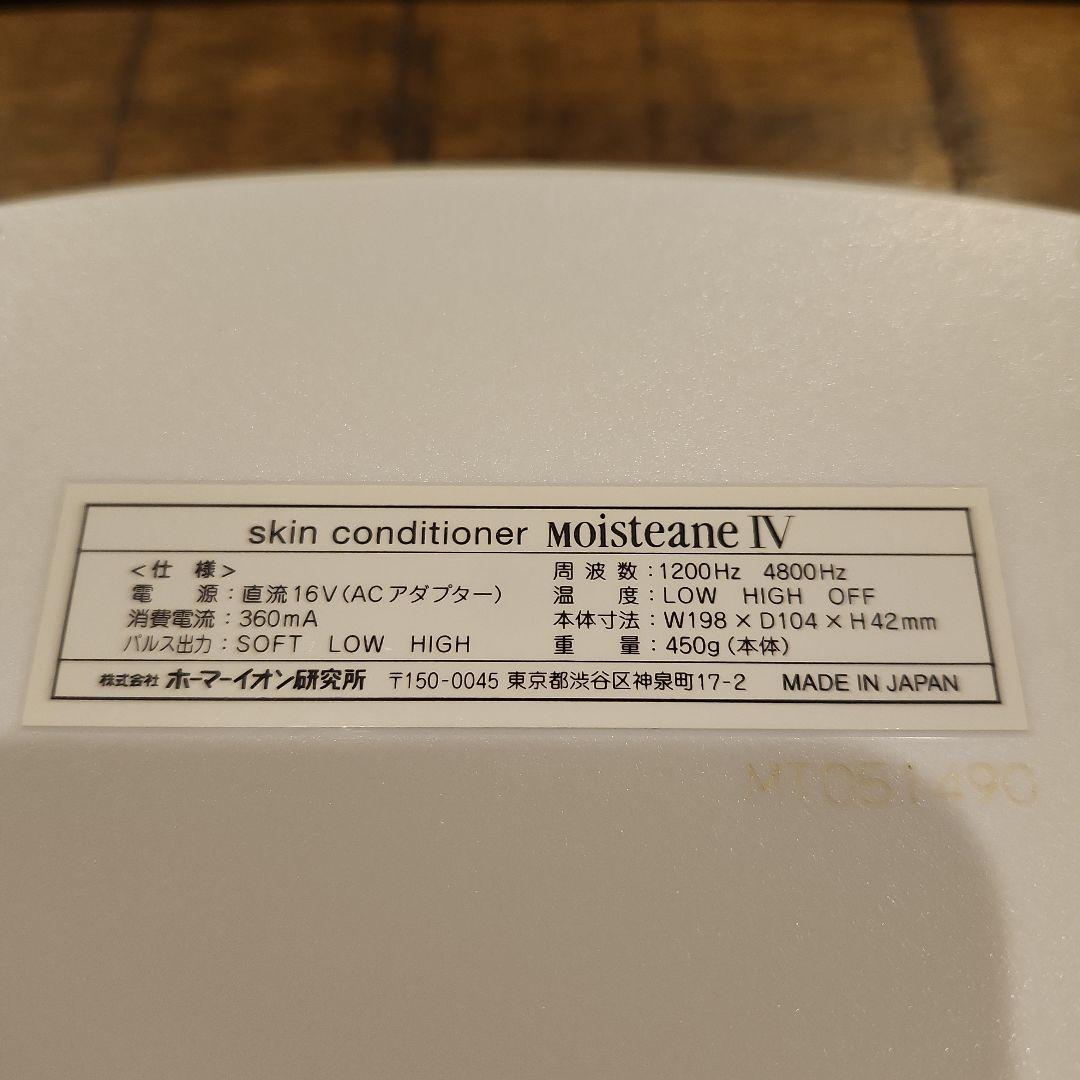 skin conditioner Moisteane IV
<仕 様>
電 源：直流16V(ACアダプター)
消費電流：360mA
パルス出力：SOFT LOW HIGH
周 波 数：1200Hz 4800Hz
温 度：LOW HIGH OFF
本体寸法：W198×D104×H42mm
重 量：450g(本体)
株式会社 ホーマーイオン研究所 〒150-0045 東京都渋谷区神泉町17-2 MADE IN JAPAN
MT051490